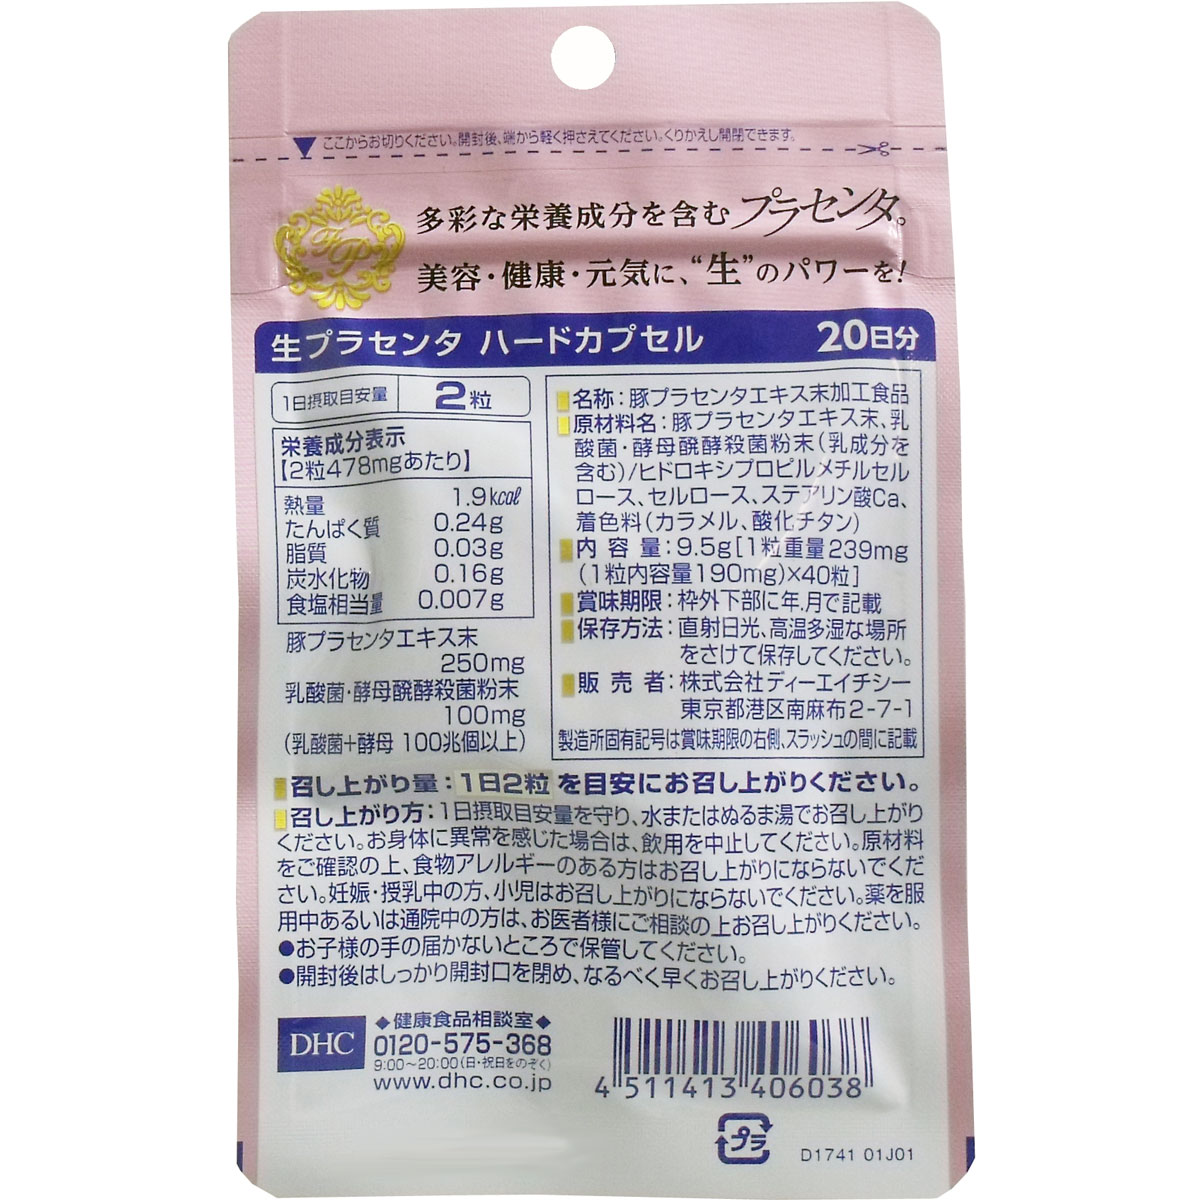 ここからお切りください。開封後、端から軽く押さえてください。くりかえし開閉できます。
FP
多彩な栄養成分を含むプラセンタ。
美容・健康・元気に、“生”のパワーを!
生プラセンタ ハードカプセル 20日分
1日摂取目安量 2粒
栄養成分表示
【2粒478mgあたり】
熱量 1.9kcal
たんぱく質 0.24g
脂質 0.03g
炭水化物 0.16g
食塩相当量 0.007g
豚プラセンタエキス末
250mg
乳酸菌・酵母醗酵殺菌粉末
100mg
(乳酸菌+酵母 100兆個以上)
名称:豚プラセンタエキス末加工食品
原材料名:豚プラセンタエキス末、乳
酸菌・酵母醗酵殺菌粉末(乳成分を
含む)/ヒドロキシプロピルメチルセル
ロース、セルロース、ステアリン酸Ca、
着色料(カラメル、酸化チタン)
内容量:9.5g[1粒重量239mg
(1粒内容量190mg)×40粒]
賞味期限:枠外下部に年.月で記載
保存方法:直射日光、高温多湿な場所
をさけて保存してください。
販売者:株式会社ディーエイチシー
東京都港区南麻布2-7-1
製造所固有記号は賞味期限の右側、スラッシュの間に記載
召し上がり量:1日2粒を目安にお召し上がりください。
召し上がり方:1日摂取目安量を守り、水またはぬるま湯でお召し上がり
ください。お身体に異常を感じた場合は、飲用を中止してください。原材料
をご確認の上、食物アレルギーのある方はお召し上がりにならないでくだ
さい。妊娠・授乳中の方、小児はお召し上がりにならないでください。薬を服
用中あるいは通院中の方は、お医者様にご相談の上お召し上がりください。
●お子様の手の届かないところで保管してください。
●開封後はしっかり開封口を閉め、なるべく早くお召し上がりください。
DHC
◆健康食品相談室◆
0120-575-368
9:00~20:00(日・祝日をのぞく)
www.dhc.co.jp
4 511413 406038
プラ
D1741 01J01